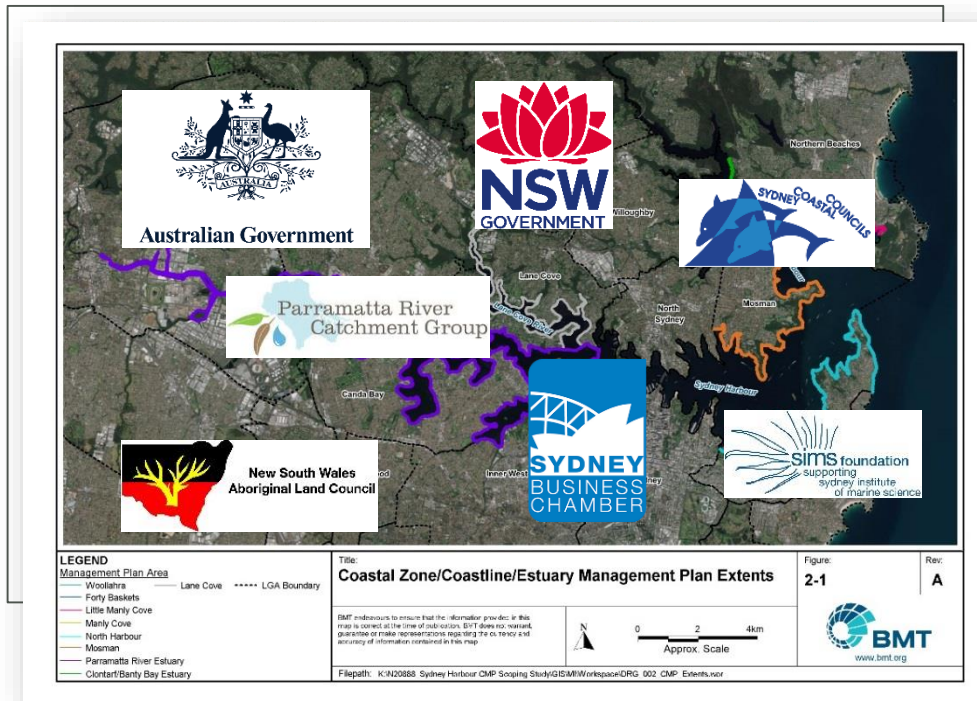 AUSTRALIA
Australian Government
NSW
GOVERNMENT
Northern Beaches
SYDNEY
COASTAL
COUNCILS
Willoughby
Parramatta River
Catchment Group
Lane Cove
Lane Cove River
North
Sydney
Mosman
Sydney Harbour
Canda Bay
New South Wales
Aboriginal Land Council
Inner West
SYDNEY
BUSINESS
CHAMBER
sims foundation
supporting
sydney institute
of marine science
LEGEND
Management Plan Area
Woollahra
Lane Cove
LGA Boundary
Forty Baskets
Little Manly Cove
Manly Cove
North Harbour
Mosman
Parramatta River Estuary
Clontarf/Banty Bay Estuary
Title:
Coastal Zone/Coastline/Estuary Management Plan Extents
Figure:
2-1
Rev:
A
BMT endeavours to ensure that the information provided in this
map is correct at the time of publication. BMT does not warrant,
guarantee or make representations regarding the currency and
accuracy of information contained in this map.
N
0 2 4km
Approx. Scale
BMT
www.bmt.org
Filepath: K:\N20888_Sydney Harbour CMP Scoping Study\GIS\MI\Workspace\DRG_002_CMP_Extents.wor